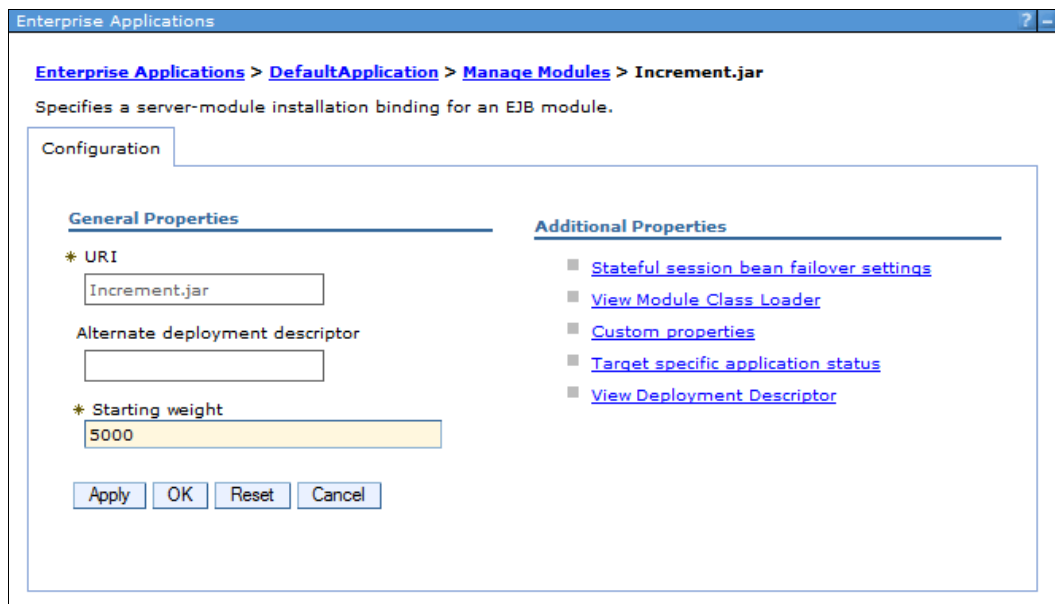 Enterprise Applications ? –
Enterprise Applications > DefaultApplication > Manage Modules > Increment.jar
Specifies a server-module installation binding for an EJB module.
Configuration
General Properties
* URI
Increment.jar
Alternate deployment descriptor
* Starting weight
5000
Apply OK Reset Cancel
Additional Properties
Stateful session bean failover settings
View Module Class Loader
Custom properties
Target specific application status
View Deployment Descriptor